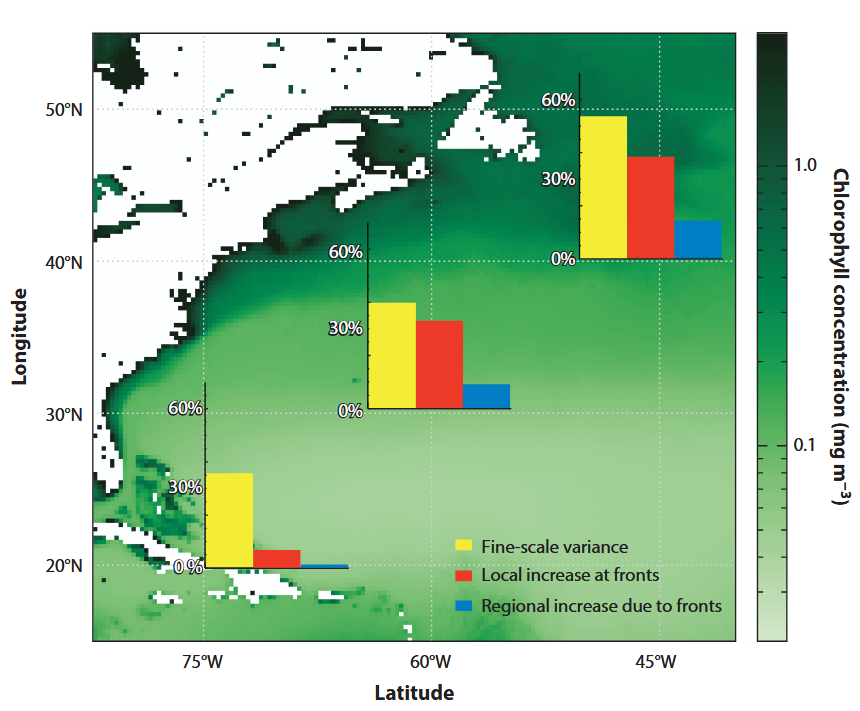 60%
30%
0%
60%
30%
0%
60%
30%
0%
50°N
40°N
30°N
20°N
75°W
60°W
45°W
Longitude
Latitude
Fine-scale variance
Local increase at fronts
Regional increase due to fronts
1.0
0.1
Chlorophyll concentration (mg m⁻³)